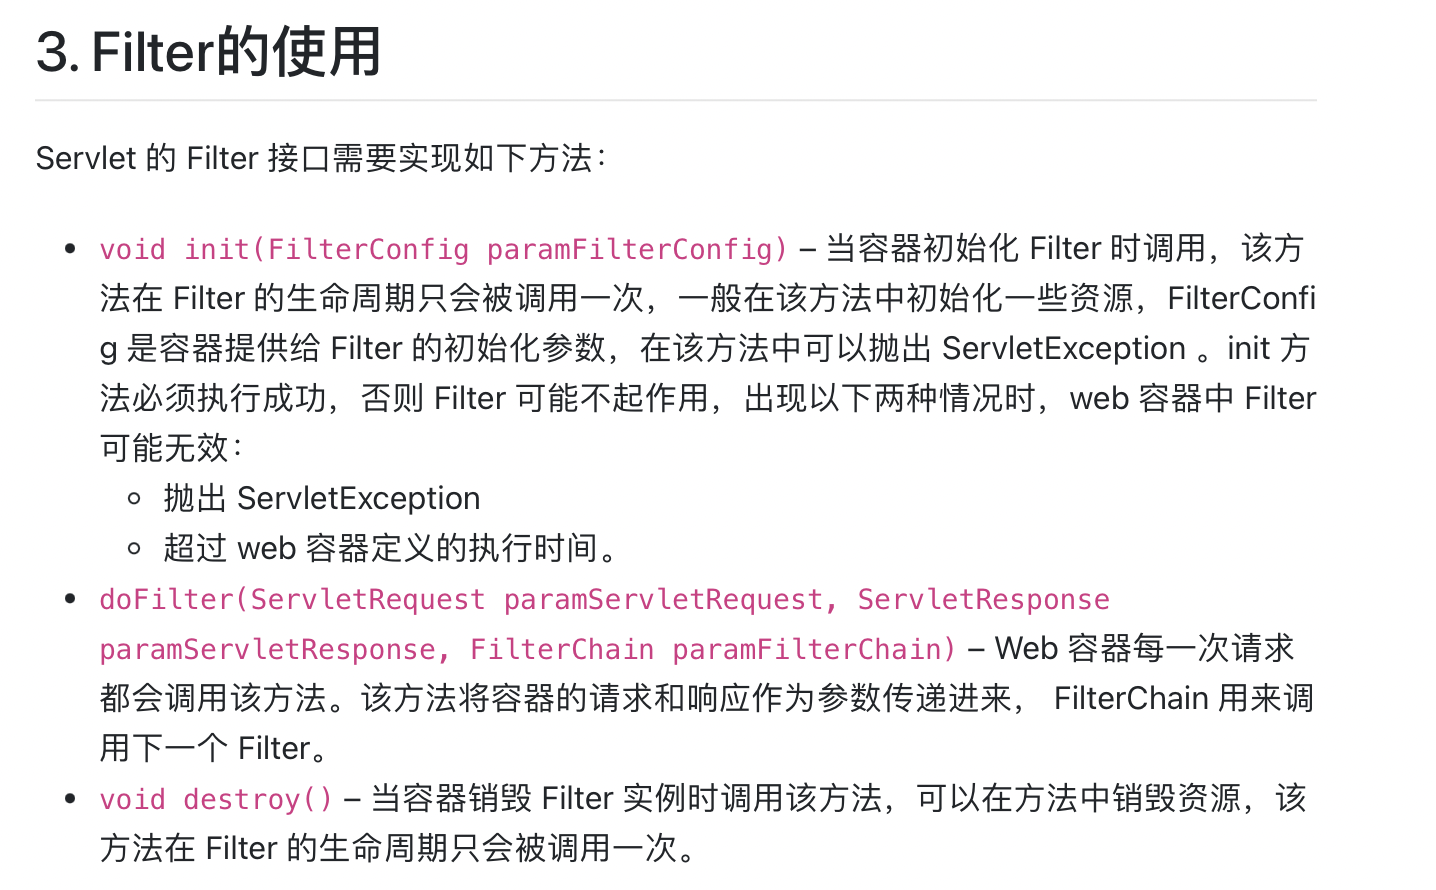 3. Filter的使用
Servlet 的 Filter 接口需要实现如下方法：
• void init(FilterConfig paramFilterConfig) – 当容器初始化 Filter 时调用，该方
法在 Filter 的生命周期只会被调用一次，一般在该方法中初始化一些资源，FilterConfi
g 是容器提供给 Filter 的初始化参数，在该方法中可以抛出 ServletException 。init 方
法必须执行成功，否则 Filter 可能不起作用，出现以下两种情况时，web 容器中 Filter
可能无效：
◦ 抛出 ServletException
◦ 超过 web 容器定义的执行时间。
• doFilter(ServletRequest paramServletRequest, ServletResponse
paramServletResponse, FilterChain paramFilterChain) – Web 容器每一次请求
都会调用该方法。该方法将容器的请求和响应作为参数传递进来， FilterChain 用来调
用下一个 Filter。
• void destroy() – 当容器销毁 Filter 实例时调用该方法，可以在方法中销毁资源，该
方法在 Filter 的生命周期只会被调用一次。